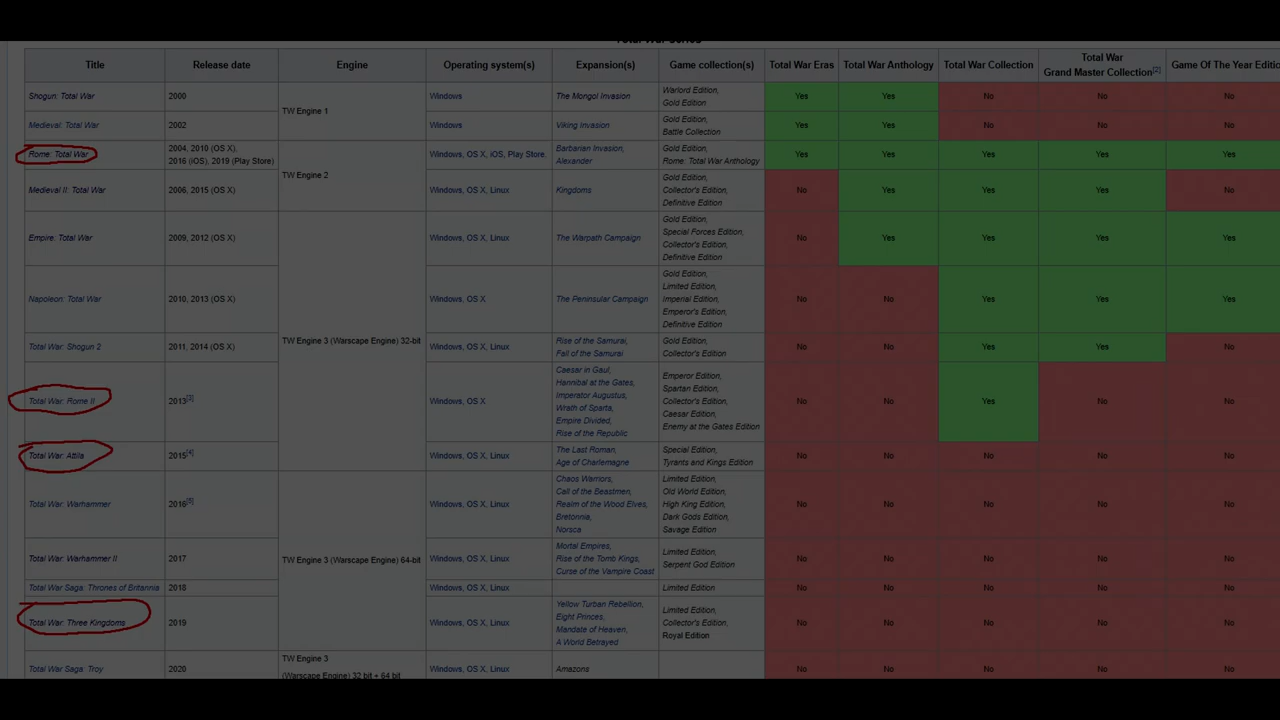 Total War series
Title Release date Engine Operating system(s) Expansion(s) Game collection(s) Total War Eras Total War Anthology Total War Collection Total War Grand Master Collection[2] Game Of The Year Editio
Shogun: Total War 2000 TW Engine 1 Windows The Mongol Invasion Warlord Edition, Gold Edition Yes Yes No No No
Medieval: Total War 2002 Windows Viking Invasion Gold Edition, Battle Collection Yes Yes No No No
Rome: Total War 2004, 2010 (OS X), 2016 (iOS), 2019 (Play Store) TW Engine 2 Windows, OS X, iOS, Play Store. Barbarian Invasion, Alexander Gold Edition, Rome: Total War Anthology Yes Yes Yes Yes Yes
Medieval II: Total War 2006, 2015 (OS X) Windows, OS X, Linux Kingdoms Gold Edition, Collector's Edition, Definitive Edition No Yes Yes Yes No
Empire: Total War 2009, 2012 (OS X) TW Engine 3 (Warscape Engine) 32-bit Windows, OS X, Linux The Warpath Campaign Gold Edition, Special Forces Edition, Collector's Edition, Definitive Edition No Yes Yes Yes Yes
Napoleon: Total War 2010, 2013 (OS X) Windows, OS X The Peninsular Campaign Gold Edition, Limited Edition, Imperial Edition, Emperor's Edition, Definitive Edition No No Yes Yes Yes
Total War: Shogun 2 2011, 2014 (OS X) Windows, OS X, Linux Rise of the Samurai, Fall of the Samurai Gold Edition, Collector's Edition No No Yes Yes No
Total War: Rome II 2013[3] Windows, OS X Caesar in Gaul, Hannibal at the Gates, Imperator Augustus, Wrath of Sparta, Empire Divided, Rise of the Republic Emperor Edition, Spartan Edition, Collector's Edition, Caesar Edition, Enemy at the Gates Edition No No Yes No No
Total War: Attila 2015[4] Windows, OS X, Linux The Last Roman, Age of Charlemagne Special Edition, Tyrants and Kings Edition No No No No No
Total War: Warhammer 2016[5] TW Engine 3 (Warscape Engine) 64-bit Windows, OS X, Linux Chaos Warriors, Call of the Beastmen, Realm of the Wood Elves, Bretonnia, Norsca Limited Edition, Old World Edition, High King Edition, Dark Gods Edition, Savage Edition No No No No No
Total War: Warhammer II 2017 Windows, OS X, Linux Mortal Empires, Rise of the Tomb Kings, Curse of the Vampire Coast Limited Edition, Serpent God Edition No No No No No
Total War Saga: Thrones of Britannia 2018 Windows, OS X, Linux Limited Edition No No No No No
Total War: Three Kingdoms 2019 Windows, OS X, Linux Yellow Turban Rebellion, Eight Princes, Mandate of Heaven, A World Betrayed Limited Edition, Collector's Edition, Royal Edition No No No No No
Total War Saga: Troy 2020 TW Engine 3 (Warscape Engine) 32 bit + 64 bit Windows, OS X, Linux Amazons No No No No No